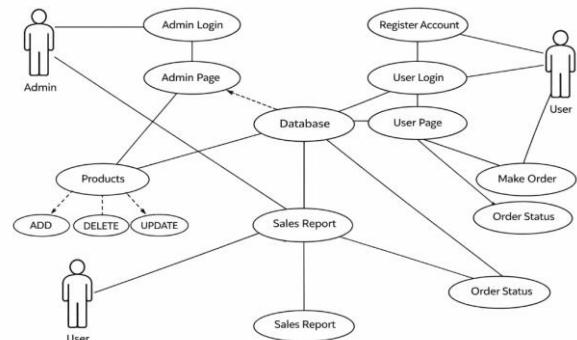 Admin Login
Register Account
Admin
Admin Page
User Login
User
Database
User Page
Products
Make Order
ADD
DELETE
UPDATE
Sales Report
Order Status
Order Status
User
Sales Report